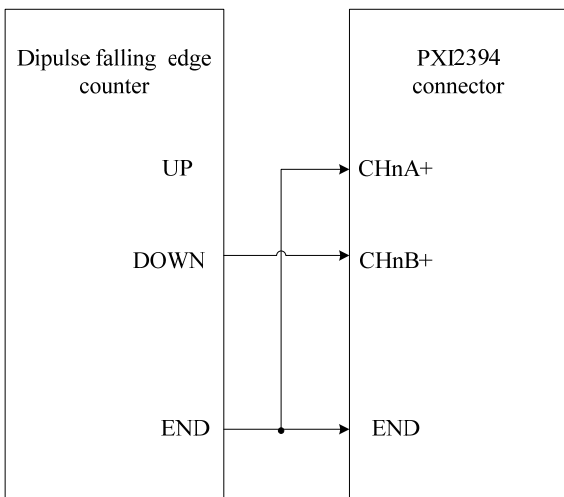 Dipulse falling edge
counter
PXI2394
connector
UP
CHnA+
DOWN
CHnB+
END
END